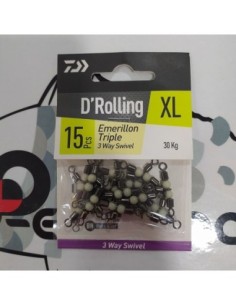 D'Rolling XL
15 Pcs
Emerillon
Triple
3 Way Swivel
30 Kg
3 Way Swivel